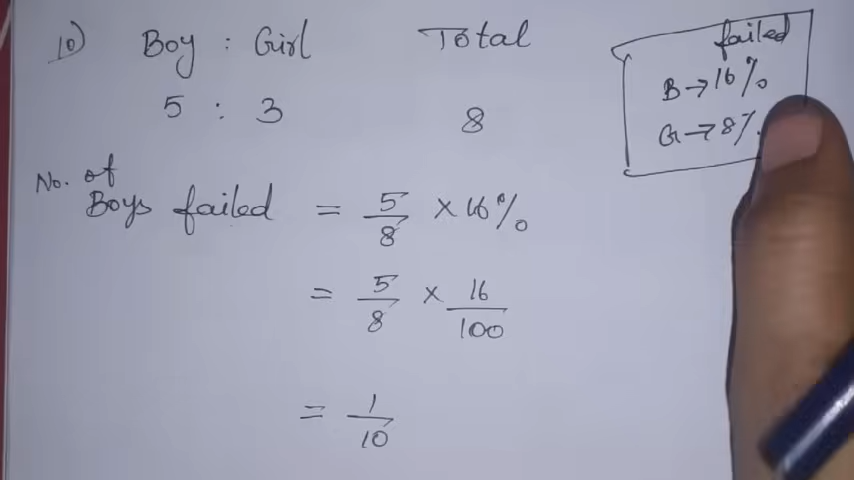 10) Boy : Girl Total
5 : 3 8
failed
B→16%
G→8%
No. of
Boys failed = 5/8 × 16%
= 5/8 × 16/100
= 1/10